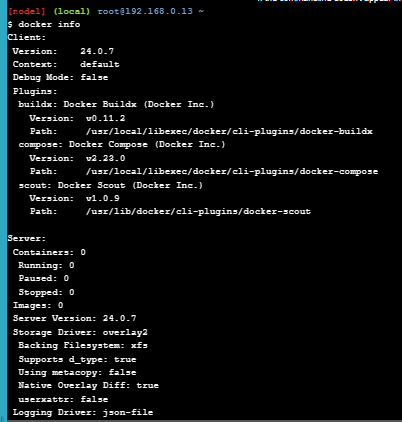 [node1] (local) root@192.168.0.13 ~
$ docker info
Client:
Version: 24.0.7
Context: default
Debug Mode: false
Plugins:
buildx: Docker Buildx (Docker Inc.)
Version: v0.11.2
Path: /usr/local/libexec/docker/cli-plugins/docker-buildx
compose: Docker Compose (Docker Inc.)
Version: v2.23.0
Path: /usr/local/libexec/docker/cli-plugins/docker-compose
scout: Docker Scout (Docker Inc.)
Version: v1.0.9
Path: /usr/lib/docker/cli-plugins/docker-scout
Server:
Containers: 0
Running: 0
Paused: 0
Stopped: 0
Images: 0
Server Version: 24.0.7
Storage Driver: overlay2
Backing Filesystem: xfs
Supports d_type: true
Using metacopy: false
Native Overlay Diff: true
userxattr: false
Logging Driver: json-file